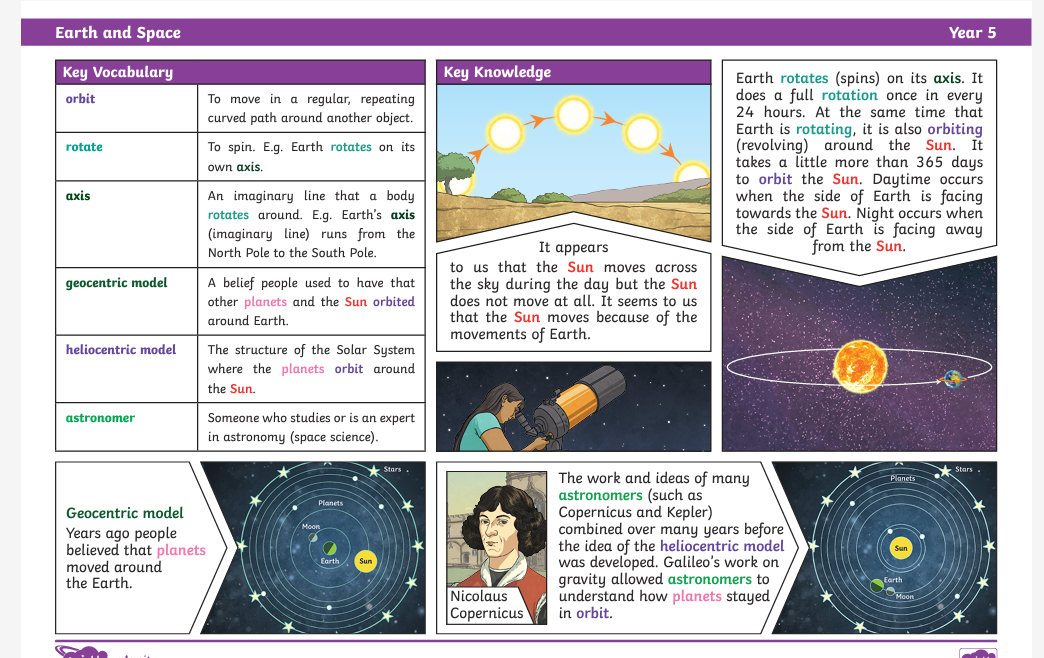 Earth and Space
Year 5
Key Vocabulary
orbit
To move in a regular, repeating
curved path around another object.
rotate
To spin. E.g. Earth rotates on its
own axis.
axis
An imaginary line that a body
rotates around. E.g. Earth's axis
(imaginary line) runs from the
North Pole to the South Pole.
geocentric model
A belief people used to have that
other planets and the Sun orbited
around Earth.
heliocentric model
The structure of the Solar System
where the planets orbit around
the Sun.
astronomer
Someone who studies or is an expert
in astronomy (space science).
Key Knowledge
It appears
to us that the Sun moves across
the sky during the day but the Sun
does not move at all. It seems to us
that the Sun moves because of the
movements of Earth.
Earth rotates (spins) on its axis. It
does a full rotation once in every
24 hours. At the same time that
Earth is rotating, it is also orbiting
(revolving) around the Sun. It
takes a little more than 365 days
to orbit the Sun. Daytime occurs
when the side of Earth is facing
towards the Sun. Night occurs when
the side of Earth is facing away
from the Sun.
Geocentric model
Years ago people
believed that planets
moved around
the Earth.
Stars
Planets
Moon
Earth
Sun
Nicolaus
Copernicus
The work and ideas of many
astronomers (such as
Copernicus and Kepler)
combined over many years before
the idea of the heliocentric model
was developed. Galileo's work on
gravity allowed astronomers to
understand how planets stayed
in orbit.
Stars
Planets
Sun
Earth
Moon